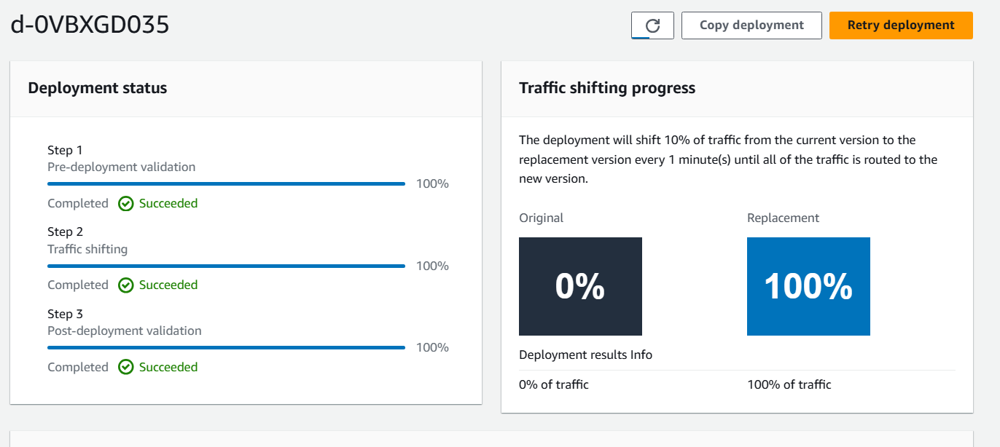 d-0VBXGD035
Copy deployment
Retry deployment
Deployment status
Step 1
Pre-deployment validation
100%
Completed Succeeded
Step 2
Traffic shifting
100%
Completed Succeeded
Step 3
Post-deployment validation
100%
Completed Succeeded
Traffic shifting progress
The deployment will shift 10% of traffic from the current version to the
replacement version every 1 minute(s) until all of the traffic is routed to the
new version.
Original Replacement
0% 100%
Deployment results Info
0% of traffic 100% of traffic